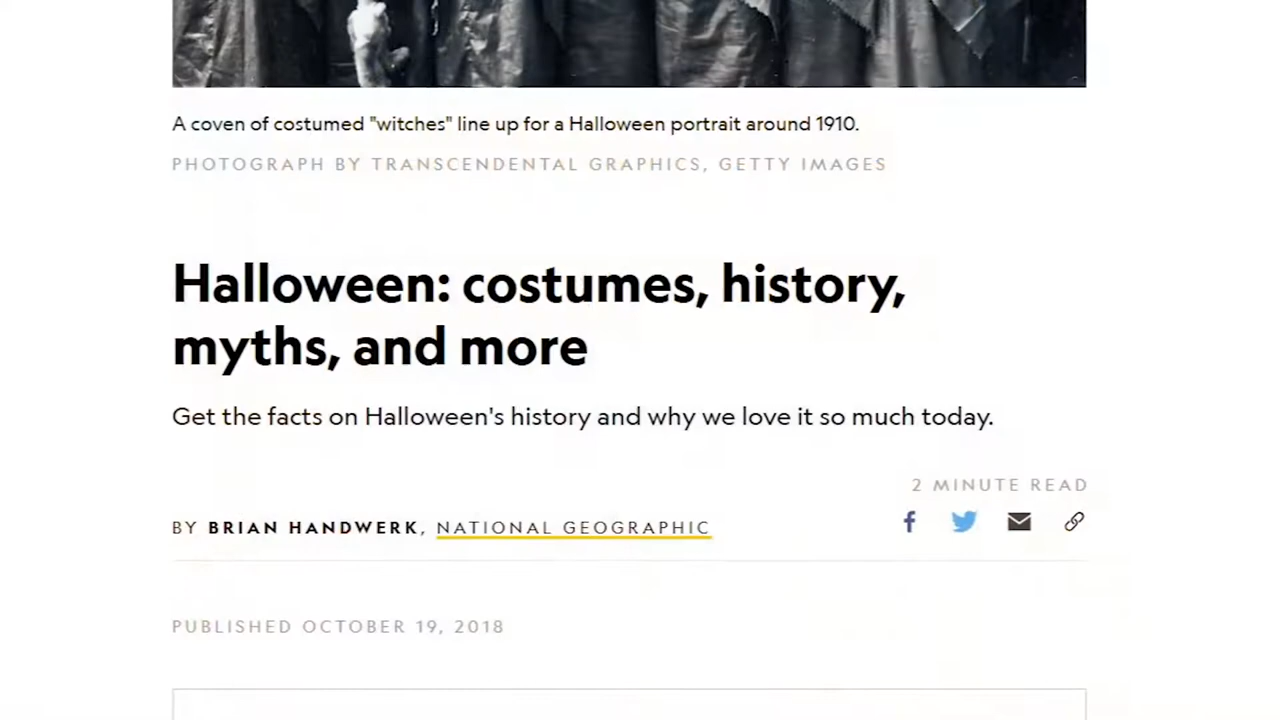 A coven of costumed "witches" line up for a Halloween portrait around 1910.
PHOTOGRAPH BY TRANSCENDENTAL GRAPHICS, GETTY IMAGES
Halloween: costumes, history,
myths, and more
Get the facts on Halloween's history and why we love it so much today.
2 MINUTE READ
BY BRIAN HANDWERK, NATIONAL GEOGRAPHIC
PUBLISHED OCTOBER 19, 2018